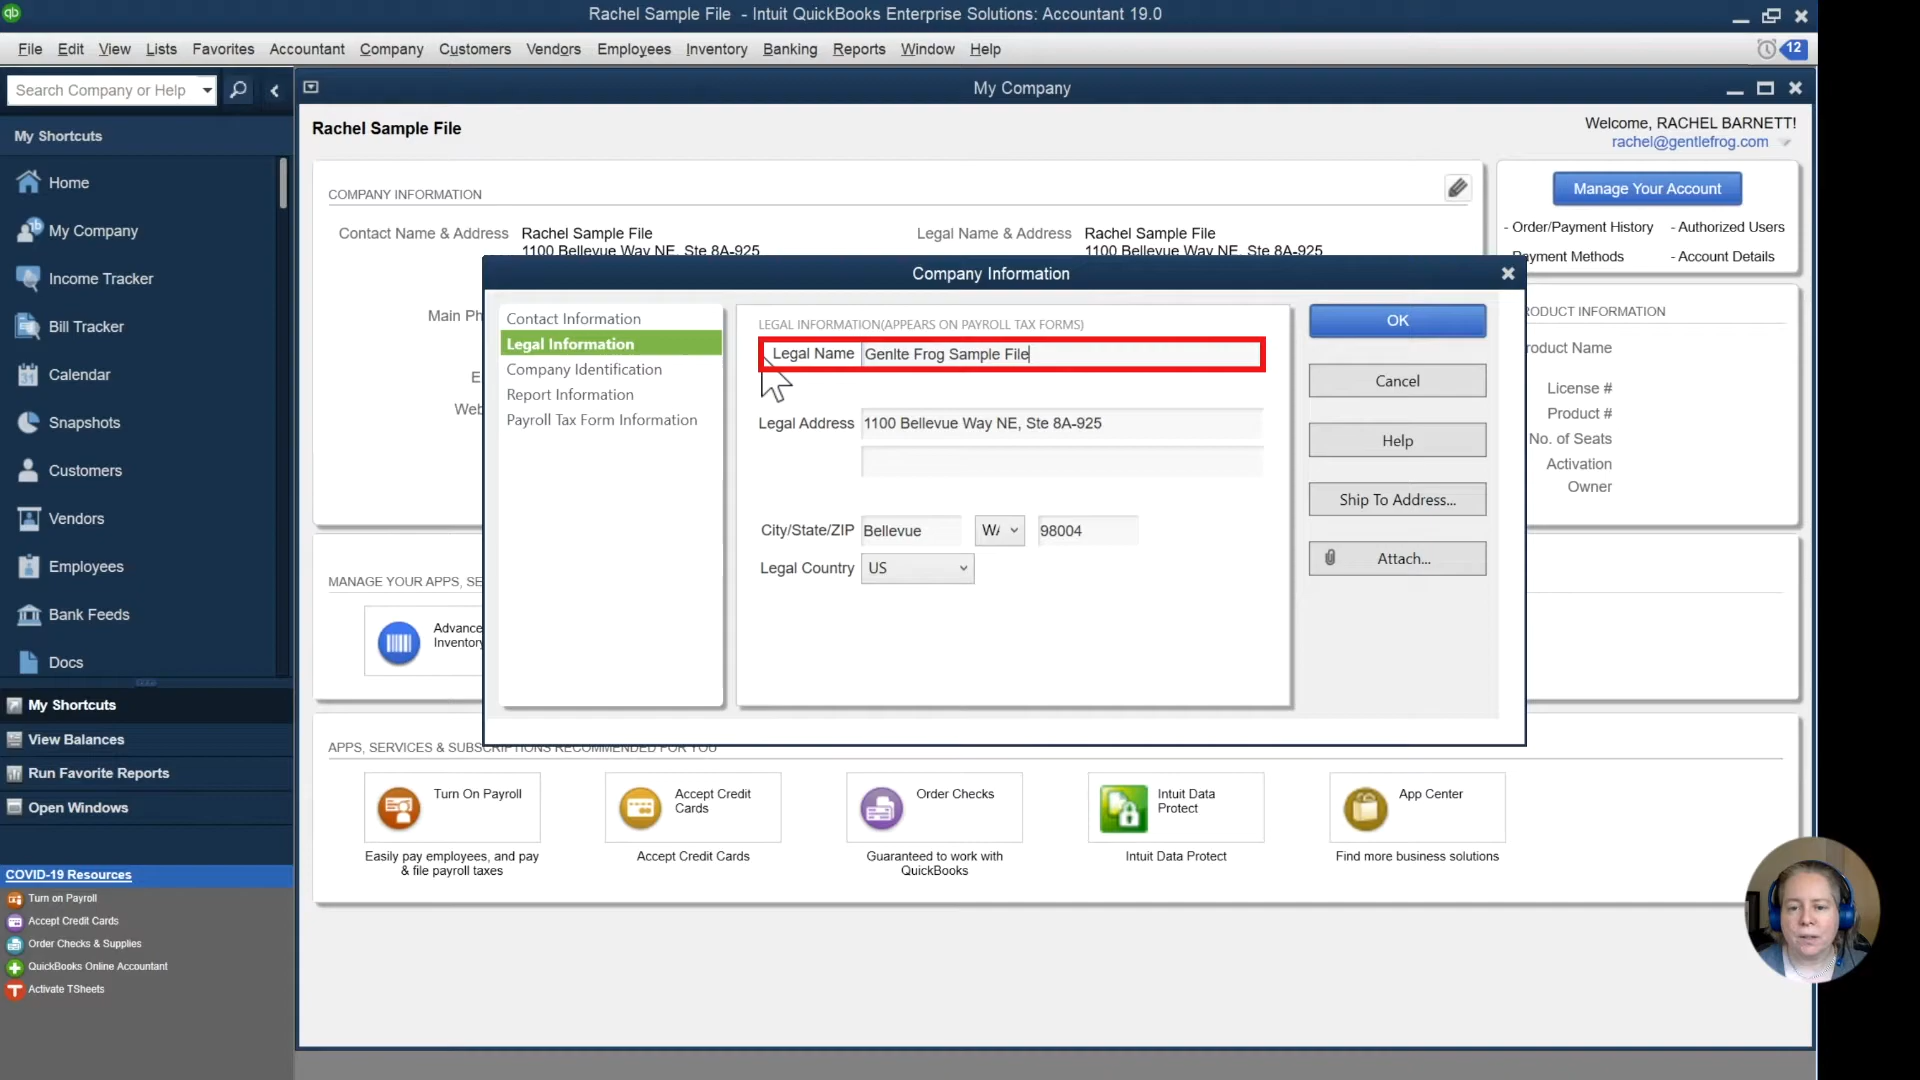 qb
Rachel Sample File - Intuit QuickBooks Enterprise Solutions: Accountant 19.0
File Edit View Lists Favorites Accountant Company Customers Vendors Employees Inventory Banking Reports Window Help
12
Search Company or Help
My Company
My Shortcuts
Home
My Company
Income Tracker
Bill Tracker
Calendar
Snapshots
Customers
Vendors
Employees
Bank Feeds
Docs
My Shortcuts
View Balances
Run Favorite Reports
Open Windows
COVID-19 Resources
Turn on Payroll
Accept Credit Cards
Order Checks & Supplies
QuickBooks Online Accountant
Activate TSheets
Rachel Sample File
Welcome, RACHEL BARNETT!
rachel@gentlefrog.com
COMPANY INFORMATION
Contact Name & Address Rachel Sample File
1100 Bellevue Way NE, Ste 8A-925
Legal Name & Address Rachel Sample File
1100 Bellevue Way NE, Ste 8A-925
Main Ph
E
Web
Manage Your Account
- Order/Payment History - Authorized Users
ayment Methods - Account Details
RODUCT INFORMATION
roduct Name
License #
Product #
No. of Seats
Activation
Owner
Company Information
Contact Information
Legal Information
Company Identification
Report Information
Payroll Tax Form Information
LEGAL INFORMATION(APPEARS ON PAYROLL TAX FORMS)
Legal Name Genlte Frog Sample File
Legal Address 1100 Bellevue Way NE, Ste 8A-925
City/State/ZIP Bellevue WA 98004
Legal Country US
OK
Cancel
Help
Ship To Address...
Attach...
MANAGE YOUR APPS, SE
Advance
Inventory
APPS, SERVICES & SUBSCRIPTIONS RECOMMENDED FOR YOU
Turn On Payroll
Easily pay employees, and pay
& file payroll taxes
Accept Credit
Cards
Accept Credit Cards
Order Checks
Guaranteed to work with
QuickBooks
Intuit Data
Protect
Intuit Data Protect
App Center
Find more business solutions